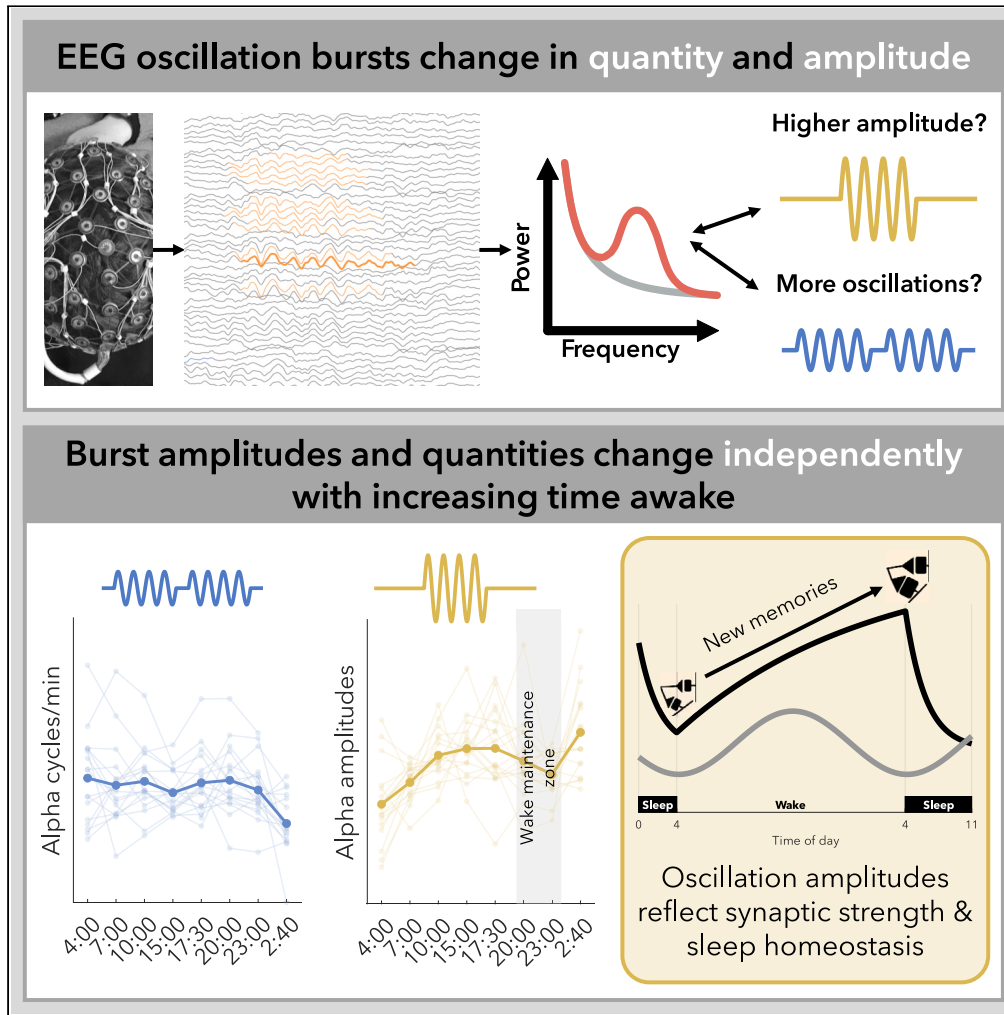 EEG oscillation bursts change in quantity and amplitude
Higher amplitude?
Power
Frequency
More oscillations?
Burst amplitudes and quantities change independently
with increasing time awake
Alpha cycles/min
4:00
7:00
10:00
15:00
17:30
20:00
23:00
2:40
Alpha amplitudes
Wake maintenance
zone
4:00
7:00
10:00
15:00
17:30
20:00
23:00
2:40
New memories
Sleep
Wake
Sleep
0
4
4
11
Time of day
Oscillation amplitudes
reflect synaptic strength &
sleep homeostasis